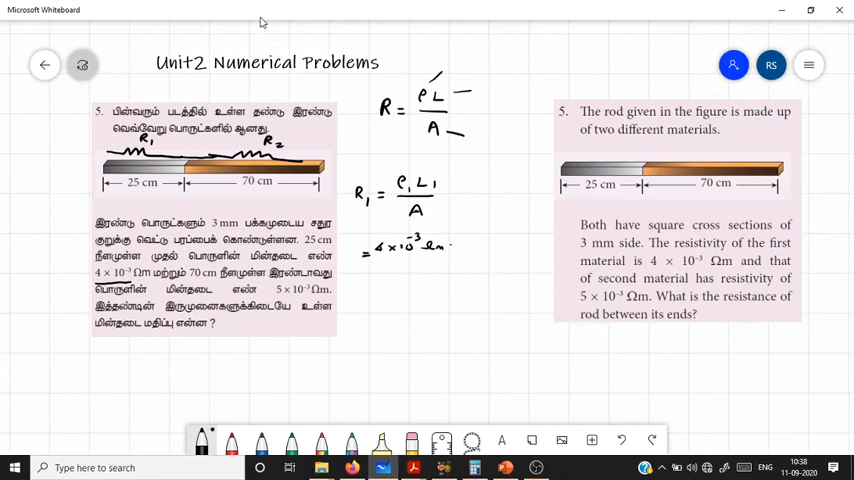 Microsoft Whiteboard
Unit2 Numerical Problems
RS
5. பின்வரும் படத்தில் உள்ள தண்டு இரண்டு
வெவ்வேறு பொருட்களில் ஆனது.
R₁ R₂
25 cm 70 cm
இரண்டு பொருட்களும் 3 mm பக்கமுடைய சதுர
குறுக்கு வெட்டு பரப்பைக் கொண்டுள்ளன. 25 cm
நீளமுள்ள முதல் பொருளின் மின்தடை எண்
4 × 10⁻³ Ωm மற்றும் 70 cm நீளமுள்ள இரண்டாவது
பொருளின் மின்தடை எண் 5 × 10⁻³ Ωm.
இத்தண்டின் இருமுனைகளுக்கிடையே உள்ள
மின்தடை மதிப்பு என்ன ?
R = ρL / A
R₁ = ρ₁L₁ / A
= 4 × 10⁻³ Ωm
5. The rod given in the figure is made up
of two different materials.
25 cm 70 cm
Both have square cross sections of
3 mm side. The resistivity of the first
material is 4 × 10⁻³ Ωm and that
of second material has resistivity of
5 × 10⁻³ Ωm. What is the resistance of
rod between its ends?
A
Type here to search
ENG
10:38
11-09-2020